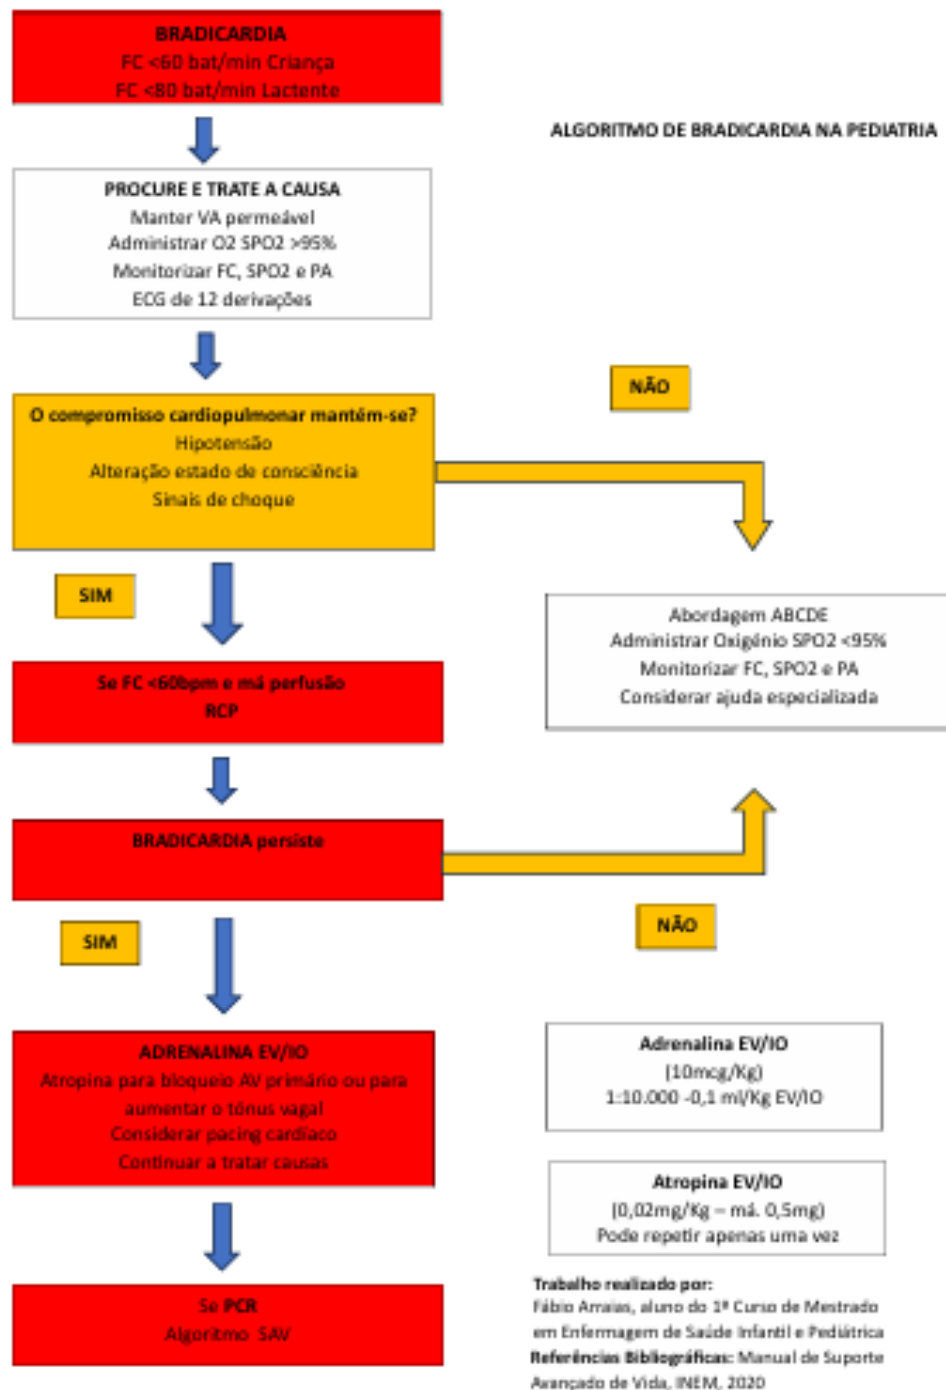 BRADICARDIA
FC <60 bat/min Criança
FC <80 bat/min Lactente
ALGORITMO DE BRADICARDIA NA PEDIATRIA
PROCURE E TRATE A CAUSA
Manter VA permeável
Administrar O2 SPO2 >95%
Monitorizar FC, SPO2 e PA
ECG de 12 derivações
NÃO
O compromisso cardiopulmonar mantém-se?
Hipotensão
Alteração estado de consciência
Sinais de choque
SIM
Abordagem ABCDE
Administrar Oxigénio SPO2 <95%
Monitorizar FC, SPO2 e PA
Considerar ajuda especializada
Se FC <60bpm e má perfusão
RCP
BRADICARDIA persiste
SIM
NÃO
ADRENALINA EV/IO
Atropina para bloqueio AV primário ou para
aumentar o tónus vagal
Considerar pacing cardíaco
Continuar a tratar causas
Adrenalina EV/IO
(10mcg/Kg)
1:10.000 -0,1 ml/Kg EV/IO
Atropina EV/IO
(0,02mg/Kg – má. 0,5mg)
Pode repetir apenas uma vez
Se PCR
Algoritmo SAV
Trabalho realizado por:
Fábio Arraias, aluno do 1º Curso de Mestrado
em Enfermagem de Saúde Infantil e Pediátrica
Referências Bibliográficas: Manual de Suporte
Avançado de Vida, INEM, 2020